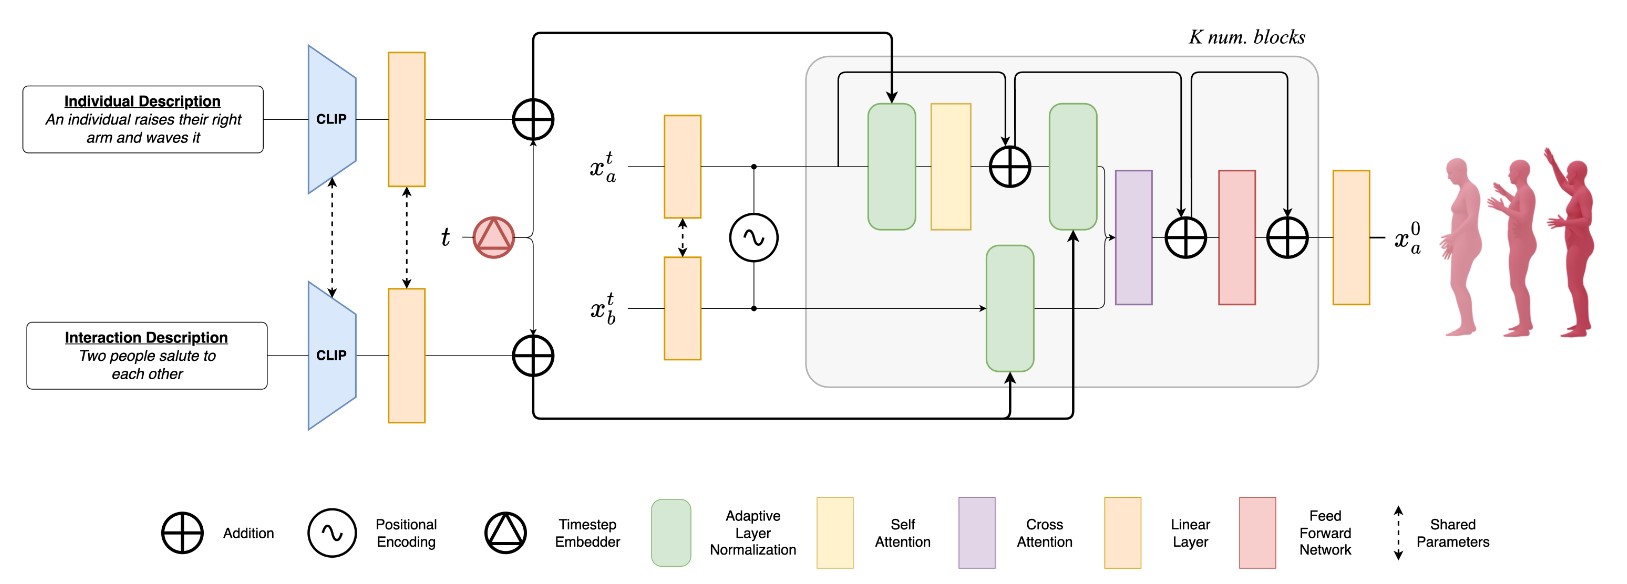 K num. blocks
Individual Description
An individual raises their right
arm and waves it
CLIP
x_a^t
t
x_a^0
x_b^t
Interaction Description
Two people salute to
each other
CLIP
Addition
Positional
Encoding
Timestep
Embedder
Adaptive
Layer
Normalization
Self
Attention
Cross
Attention
Linear
Layer
Feed
Forward
Network
Shared
Parameters